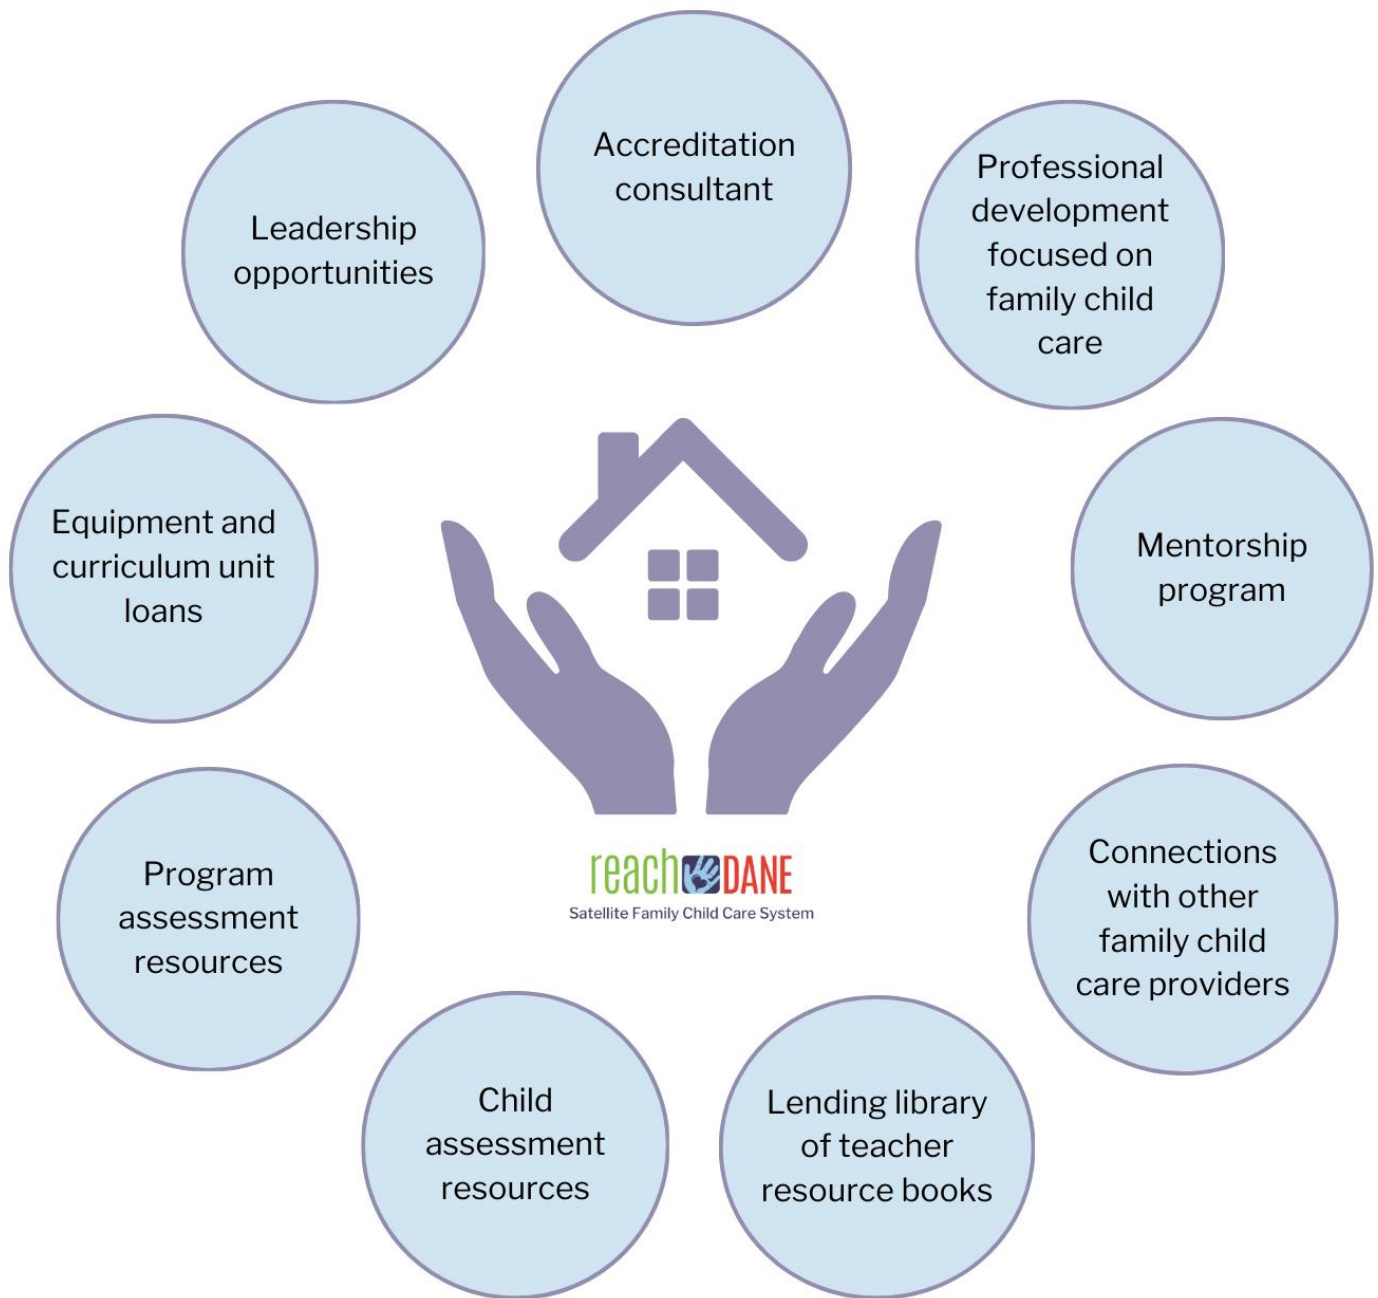 Accreditation
consultant
Professional
development
focused on
family child
care
Mentorship
program
Connections
with other
family child
care providers
Lending library
of teacher
resource books
Child
assessment
resources
Program
assessment
resources
Equipment and
curriculum unit
loans
Leadership
opportunities
reach DANE
Satellite Family Child Care System